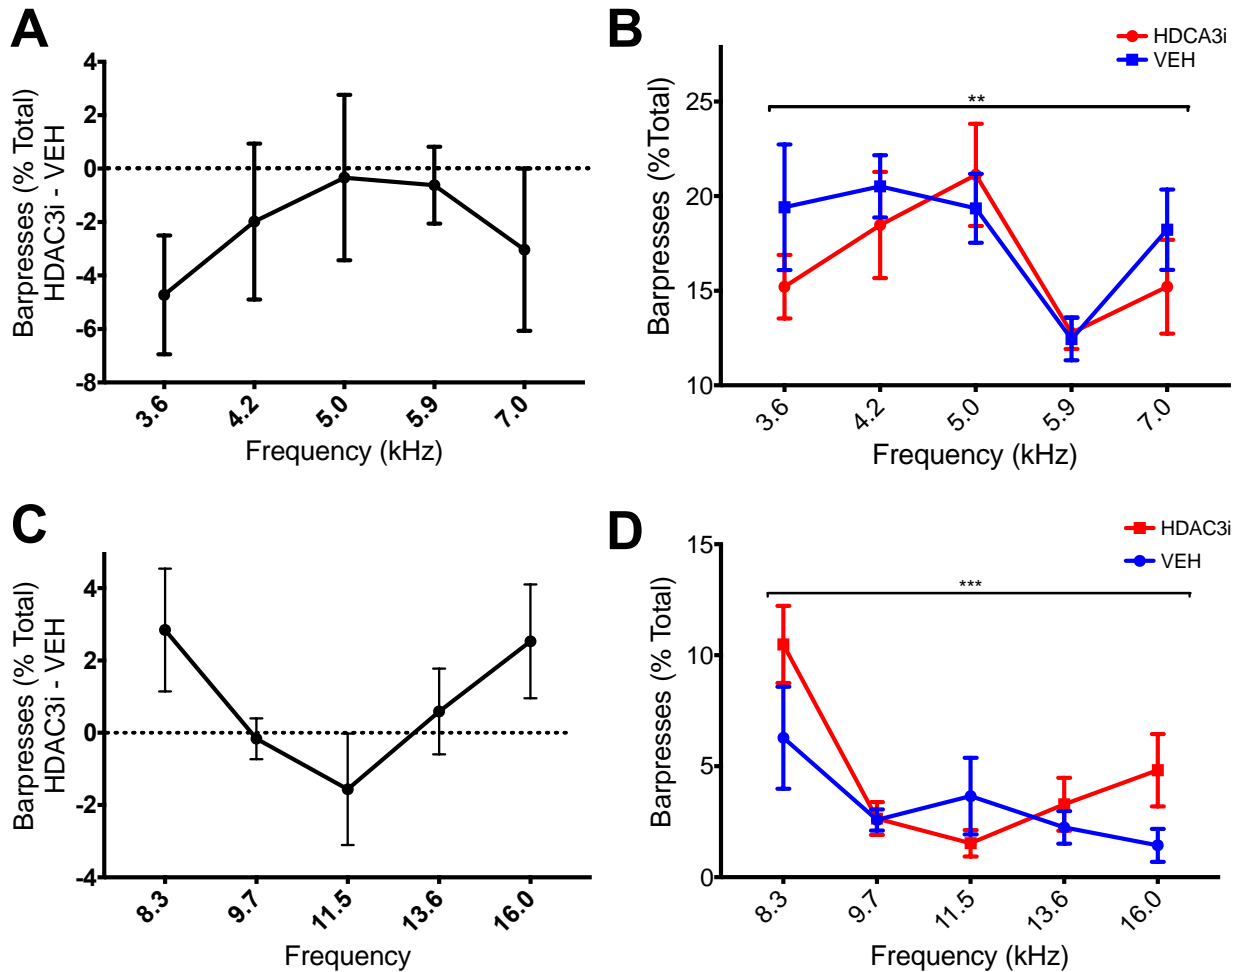 A
Barpresses (% Total)
HDAC3i - VEH
4
2
0
-2
-4
-6
-8
3.6
4.2
5.0
5.9
7.0
Frequency (kHz)
B
HDCA3i
VEH
**
Barpresses (%Total)
25
20
15
10
3.6
4.2
5.0
5.9
7.0
Frequency (kHz)
C
Barpresses (% Total)
HDAC3i - VEH
4
2
0
-2
-4
8.3
9.7
11.5
13.6
16.0
Frequency
D
HDAC3i
VEH
***
Barpresses (% Total)
15
10
5
0
8.3
9.7
11.5
13.6
16.0
Frequency (kHz)